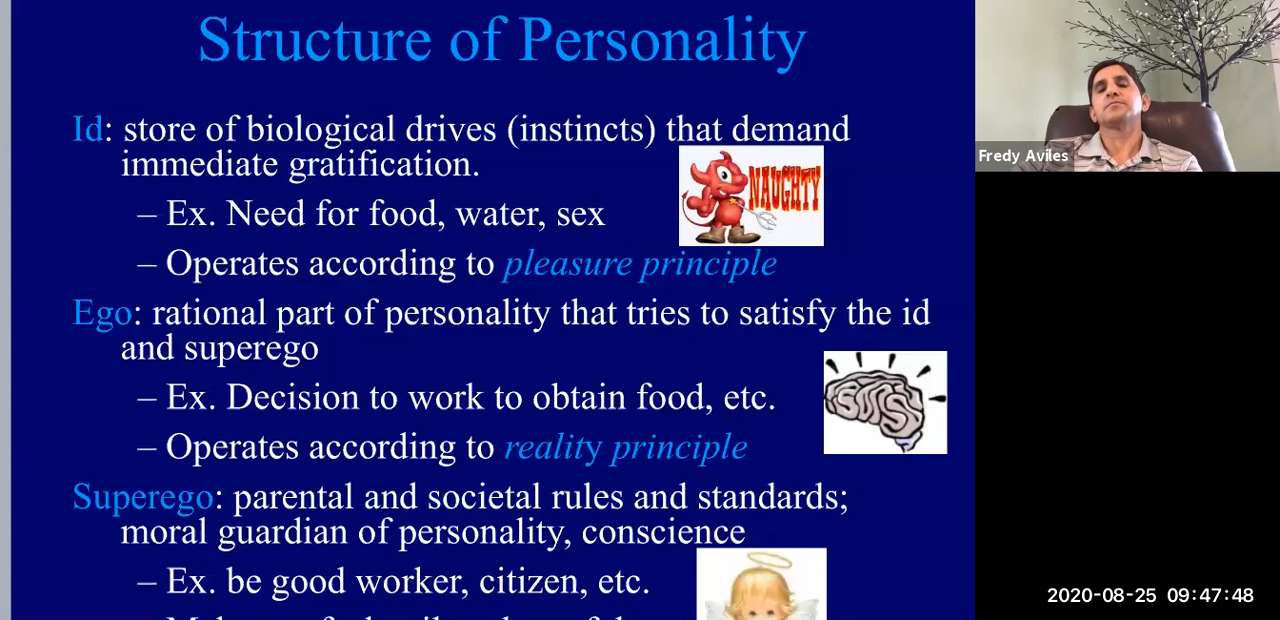 Structure of Personality
Id: store of biological drives (instincts) that demand
immediate gratification.
NAUGHTY
– Ex. Need for food, water, sex
– Operates according to pleasure principle
Ego: rational part of personality that tries to satisfy the id
and superego
– Ex. Decision to work to obtain food, etc.
– Operates according to reality principle
Superego: parental and societal rules and standards;
moral guardian of personality, conscience
– Ex. be good worker, citizen, etc.
Fredy Aviles
2020-08-25 09:47:48